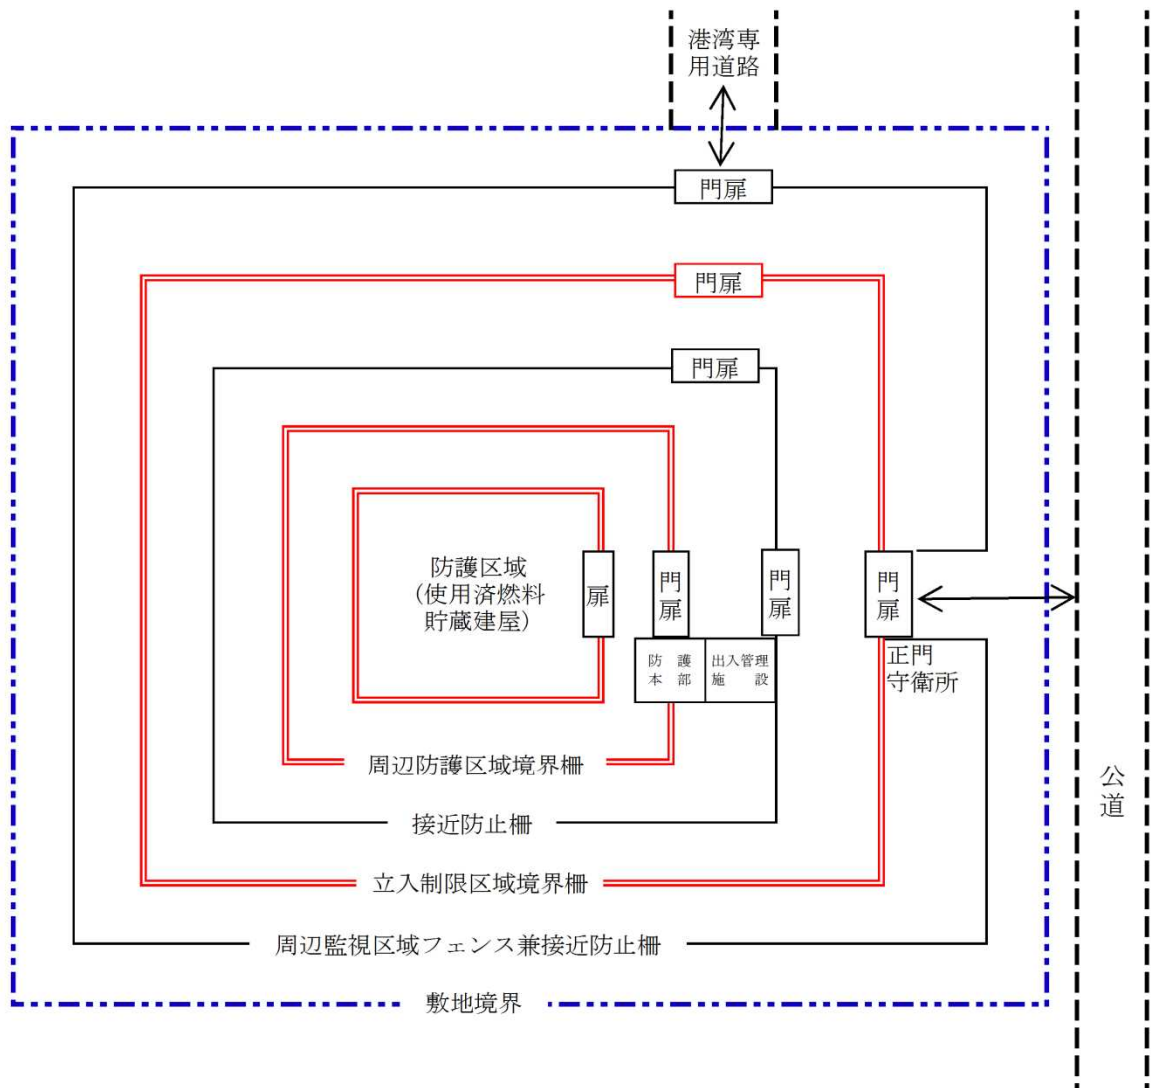 港湾専
用道路
門扉
門扉
門扉
防護区域
(使用済燃料
貯蔵建屋)
扉
門
扉
門
扉
門
扉
防護
本部
出入管理
施設
正門
守衛所
周辺防護区域境界柵
接近防止柵
立入制限区域境界柵
周辺監視区域フェンス兼接近防止柵
敷地境界
公
道